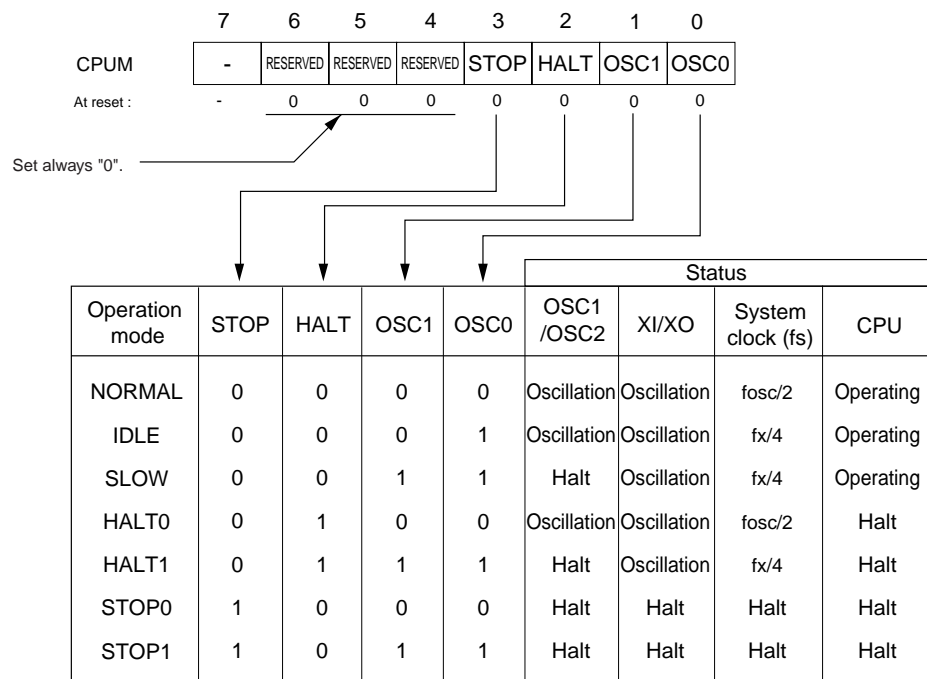 7 6 5 4 3 2 1 0
CPUM - RESERVED RESERVED RESERVED STOP HALT OSC1 OSC0
At reset : - 0 0 0 0 0 0 0
Set always "0".
Status
Operation mode STOP HALT OSC1 OSC0 OSC1 /OSC2 XI/XO System clock (fs) CPU
NORMAL 0 0 0 0 Oscillation Oscillation fosc/2 Operating
IDLE 0 0 0 1 Oscillation Oscillation fx/4 Operating
SLOW 0 0 1 1 Halt Oscillation fx/4 Operating
HALT0 0 1 0 0 Oscillation Oscillation fosc/2 Halt
HALT1 0 1 1 1 Halt Oscillation fx/4 Halt
STOP0 1 0 0 0 Halt Halt Halt Halt
STOP1 1 0 1 1 Halt Halt Halt Halt